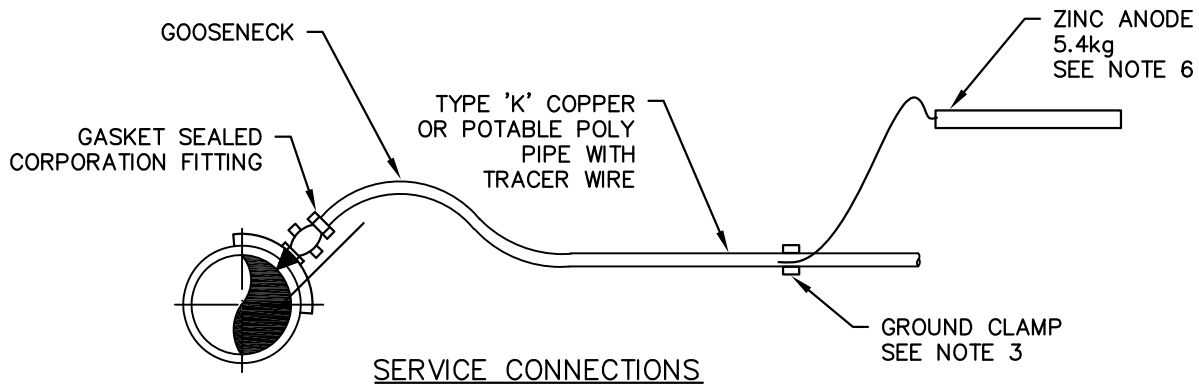 GOOSENECK
ZINC ANODE
5.4kg
SEE NOTE 6
TYPE 'K' COPPER
OR POTABLE POLY
PIPE WITH
TRACER WIRE
GASKET SEALED
CORPORATION FITTING
GROUND CLAMP
SEE NOTE 3
SERVICE CONNECTIONS